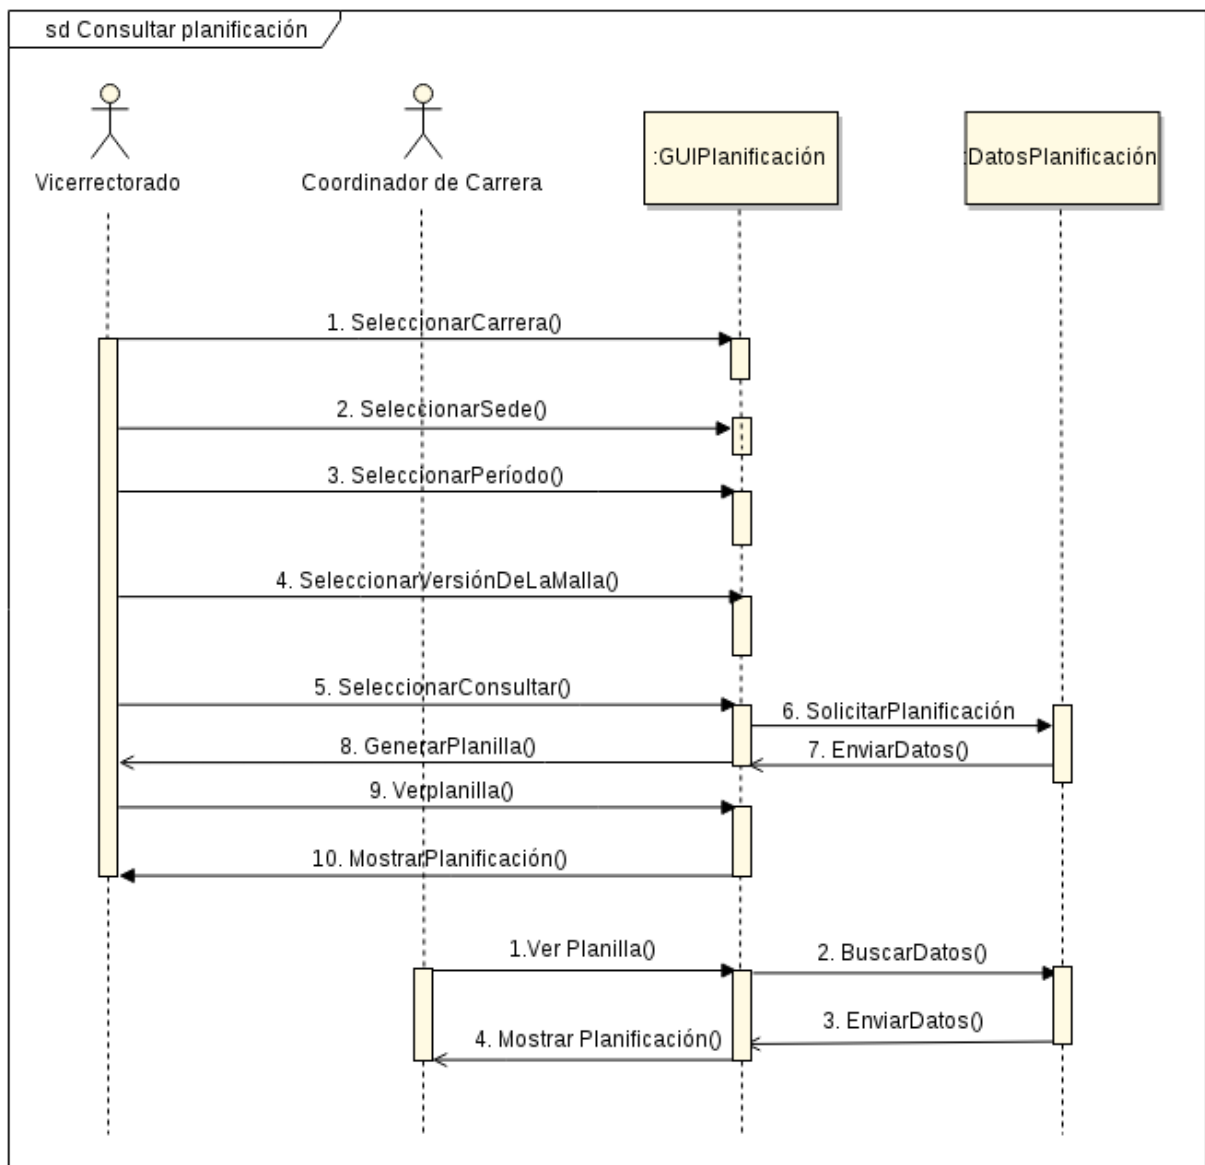 sd Consultar planificación
Vicerrectorado
Coordinador de Carrera
:GUIPlanificación
:DatosPlanificación
1. SeleccionarCarrera()
2. SeleccionarSede()
3. SeleccionarPeríodo()
4. SeleccionarVersiónDeLaMalla()
5. SeleccionarConsultar()
6. SolicitarPlanificación
7. EnviarDatos()
8. GenerarPlanilla()
9. Verplanilla()
10. MostrarPlanificación()
1.Ver Planilla()
2. BuscarDatos()
3. EnviarDatos()
4. Mostrar Planificación()